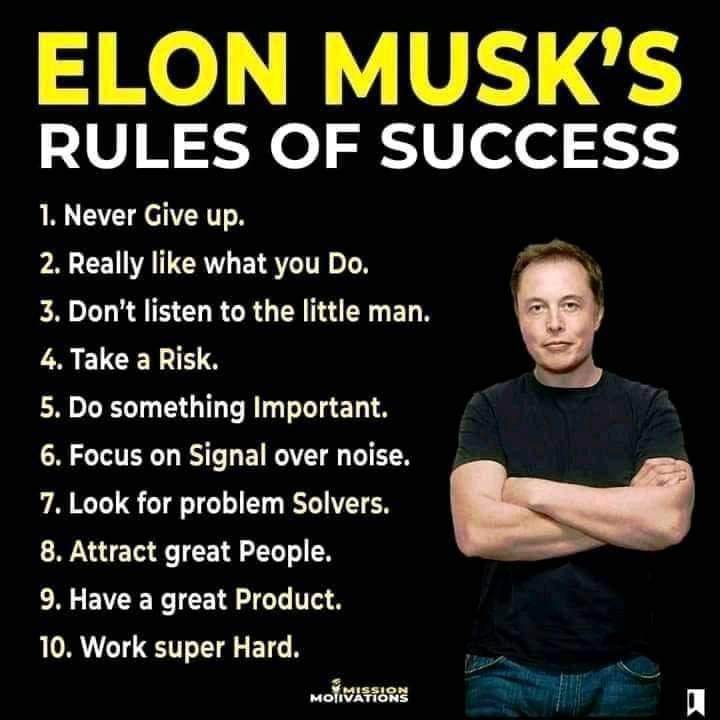 ELON MUSK'S
RULES OF SUCCESS
1. Never Give up.
2. Really like what you Do.
3. Don't listen to the little man.
4. Take a Risk.
5. Do something Important.
6. Focus on Signal over noise.
7. Look for problem Solvers.
8. Attract great People.
9. Have a great Product.
10. Work super Hard.
MISSION
MOTIVATIONS